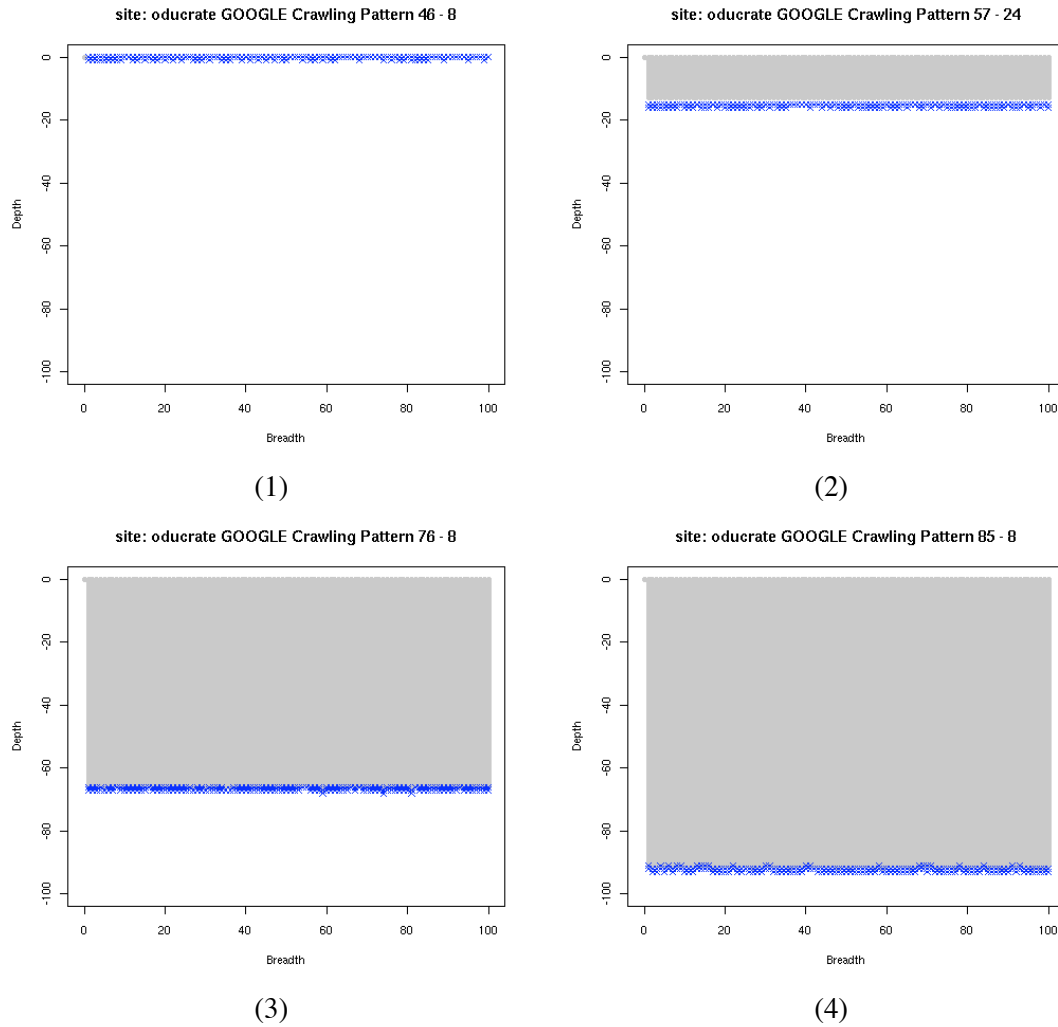 site: oducrate GOOGLE Crawling Pattern 46 - 8
0
-20
-40
-60
-80
-100
Depth
0 20 40 60 80 100
Breadth
(1)
site: oducrate GOOGLE Crawling Pattern 57 - 24
0
-20
-40
-60
-80
-100
Depth
0 20 40 60 80 100
Breadth
(2)
site: oducrate GOOGLE Crawling Pattern 76 - 8
0
-20
-40
-60
-80
-100
Depth
0 20 40 60 80 100
Breadth
(3)
site: oducrate GOOGLE Crawling Pattern 85 - 8
0
-20
-40
-60
-80
-100
Depth
0 20 40 60 80 100
Breadth
(4)